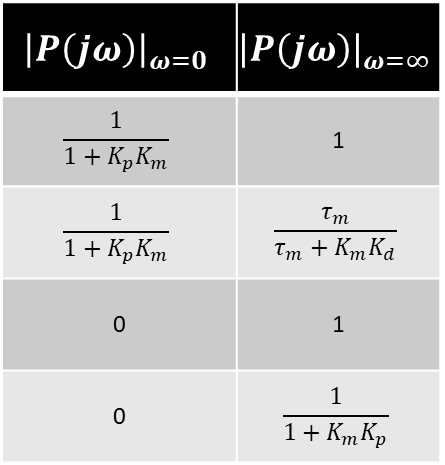 |P(jω)|ω=0 |P(jω)|ω=∞
1/(1 + KpKm) 1
1/(1 + KpKm) τm/(τm + KmKd)
0 1
0 1/(1 + KmKp)